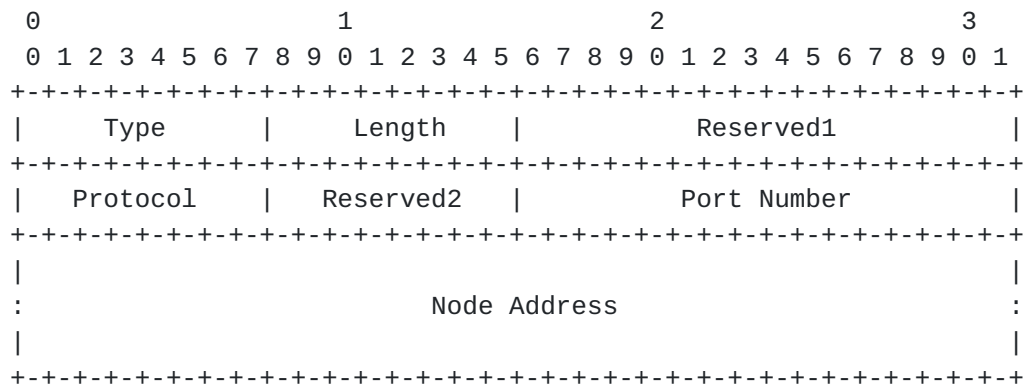 0                   1                   2                   3
 0 1 2 3 4 5 6 7 8 9 0 1 2 3 4 5 6 7 8 9 0 1 2 3 4 5 6 7 8 9 0 1
+-+-+-+-+-+-+-+-+-+-+-+-+-+-+-+-+-+-+-+-+-+-+-+-+-+-+-+-+-+-+-+-+
|     Type      |     Length    |           Reserved1           |
+-+-+-+-+-+-+-+-+-+-+-+-+-+-+-+-+-+-+-+-+-+-+-+-+-+-+-+-+-+-+-+-+
|   Protocol    |   Reserved2   |          Port Number          |
+-+-+-+-+-+-+-+-+-+-+-+-+-+-+-+-+-+-+-+-+-+-+-+-+-+-+-+-+-+-+-+-+
|                                                               |
:                          Node Address                         :
|                                                               |
+-+-+-+-+-+-+-+-+-+-+-+-+-+-+-+-+-+-+-+-+-+-+-+-+-+-+-+-+-+-+-+-+